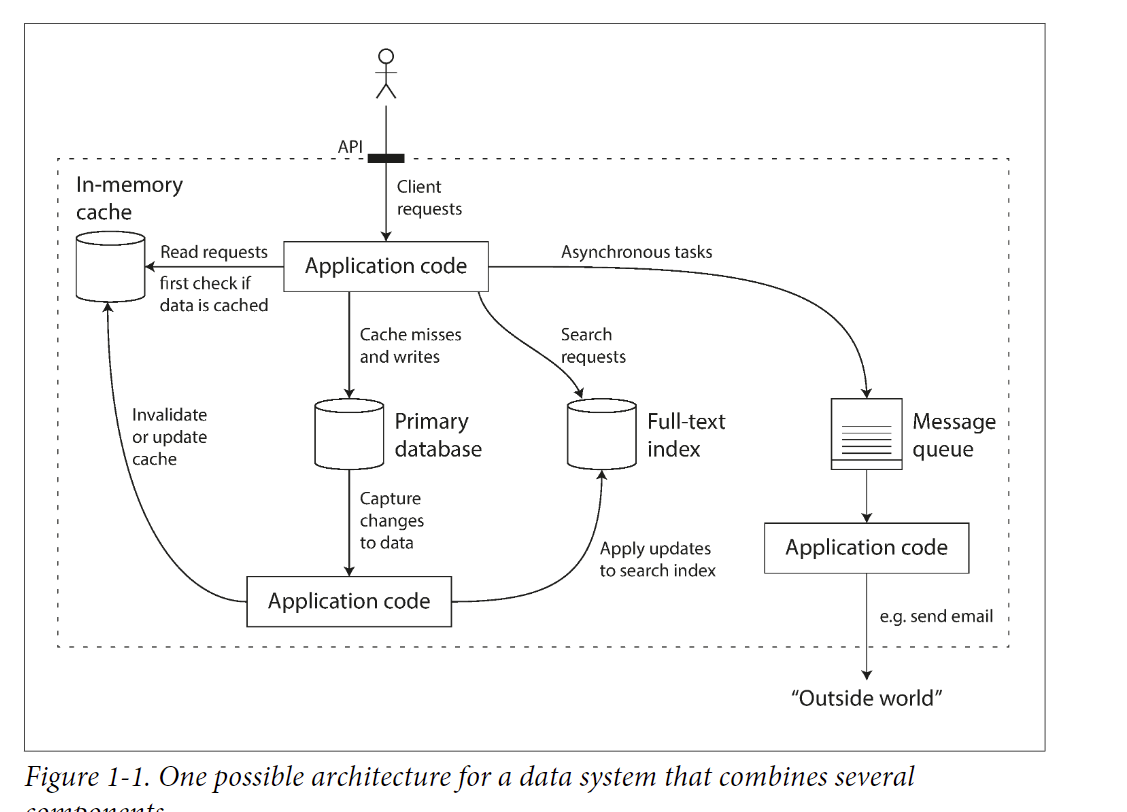 API
Client
requests
In-memory
cache
Read requests
first check if
data is cached
Application code
Asynchronous tasks
Cache misses
and writes
Search
requests
Invalidate
or update
cache
Primary
database
Full-text
index
Message
queue
Capture
changes
to data
Apply updates
to search index
Application code
Application code
e.g. send email
“Outside world”
Figure 1-1. One possible architecture for a data system that combines several
components